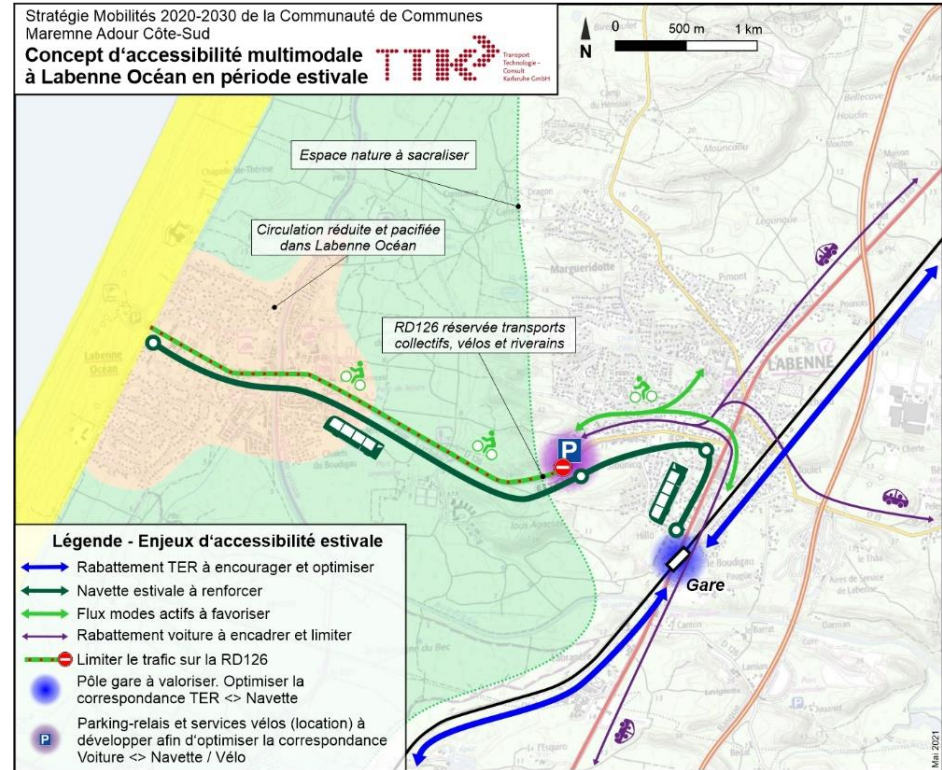 Stratégie Mobilités 2020-2030 de la Communauté de Communes
Maremne Adour Côte-Sud
Concept d'accessibilité multimodale
à Labenne Océan en période estivale
TTK
Transport
Technologie -
Consult
Karlsruhe GmbH
N
0 500 m 1 km
Espace nature à sacraliser
Circulation réduite et pacifiée
dans Labenne Océan
RD126 réservée transports
collectifs, vélos et riverains
Margueridotte
Pimont
LABENNE
Labenne
Océan
P
Gare
Légende - Enjeux d'accessibilité estivale
Rabattement TER à encourager et optimiser
Navette estivale à renforcer
Flux modes actifs à favoriser
Rabattement voiture à encadrer et limiter
Limiter le trafic sur la RD126
Pôle gare à valoriser. Optimiser la
correspondance TER <> Navette
P
Parking-relais et services vélos (location) à
développer afin d'optimiser la correspondance
Voiture <> Navette / Vélo
Mai 2021